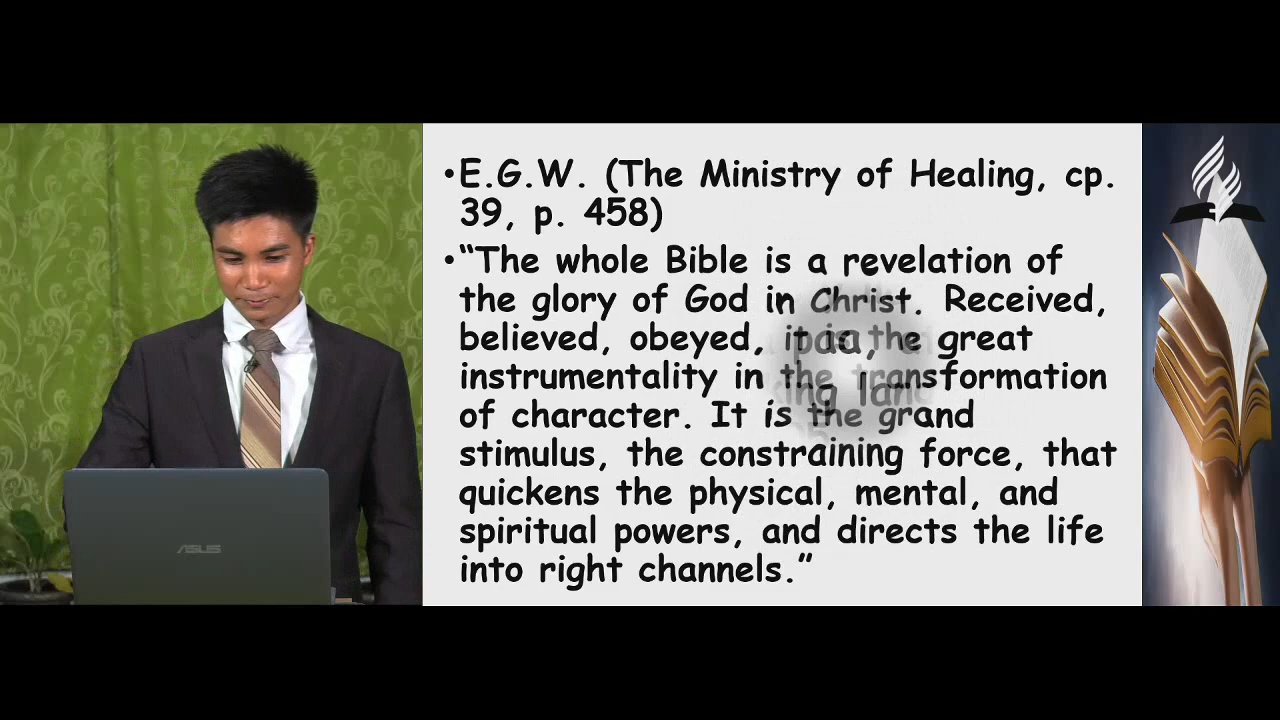 •E.G.W. (The Ministry of Healing, cp.
39, p. 458)
•“The whole Bible is a revelation of
the glory of God in Christ. Received,
believed, obeyed, it is the great
instrumentality in the transformation
of character. It is the grand
stimulus, the constraining force, that
quickens the physical, mental, and
spiritual powers, and directs the life
into right channels.”
ASUS